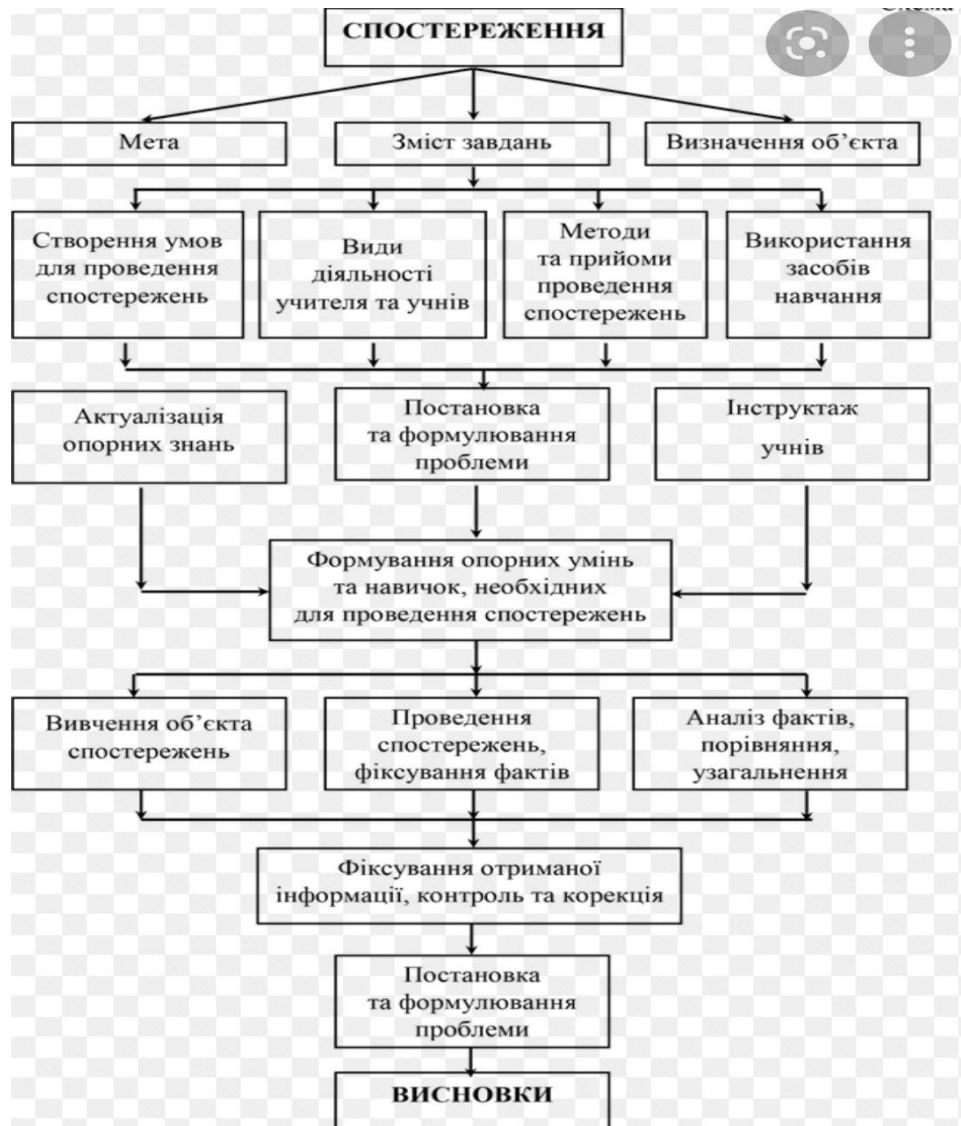 СПОСТЕРЕЖЕННЯ
Мета
Зміст завдань
Визначення об’єкта
Створення умов
для проведення
спостережень
Види
діяльності
учителя та учнів
Методи
та прийоми
проведення
спостережень
Використання
засобів
навчання
Актуалізація
опорних знань
Постановка
та формулювання
проблеми
Інструктаж
учнів
Формування опорних умінь
та навичок, необхідних
для проведення спостережень
Вивчення об’єкта
спостережень
Проведення
спостережень,
фіксування фактів
Аналіз фактів,
порівняння,
узагальнення
Фіксування отриманої
інформації, контроль та корекція
Постановка
та формулювання
проблеми
ВИСНОВКИ